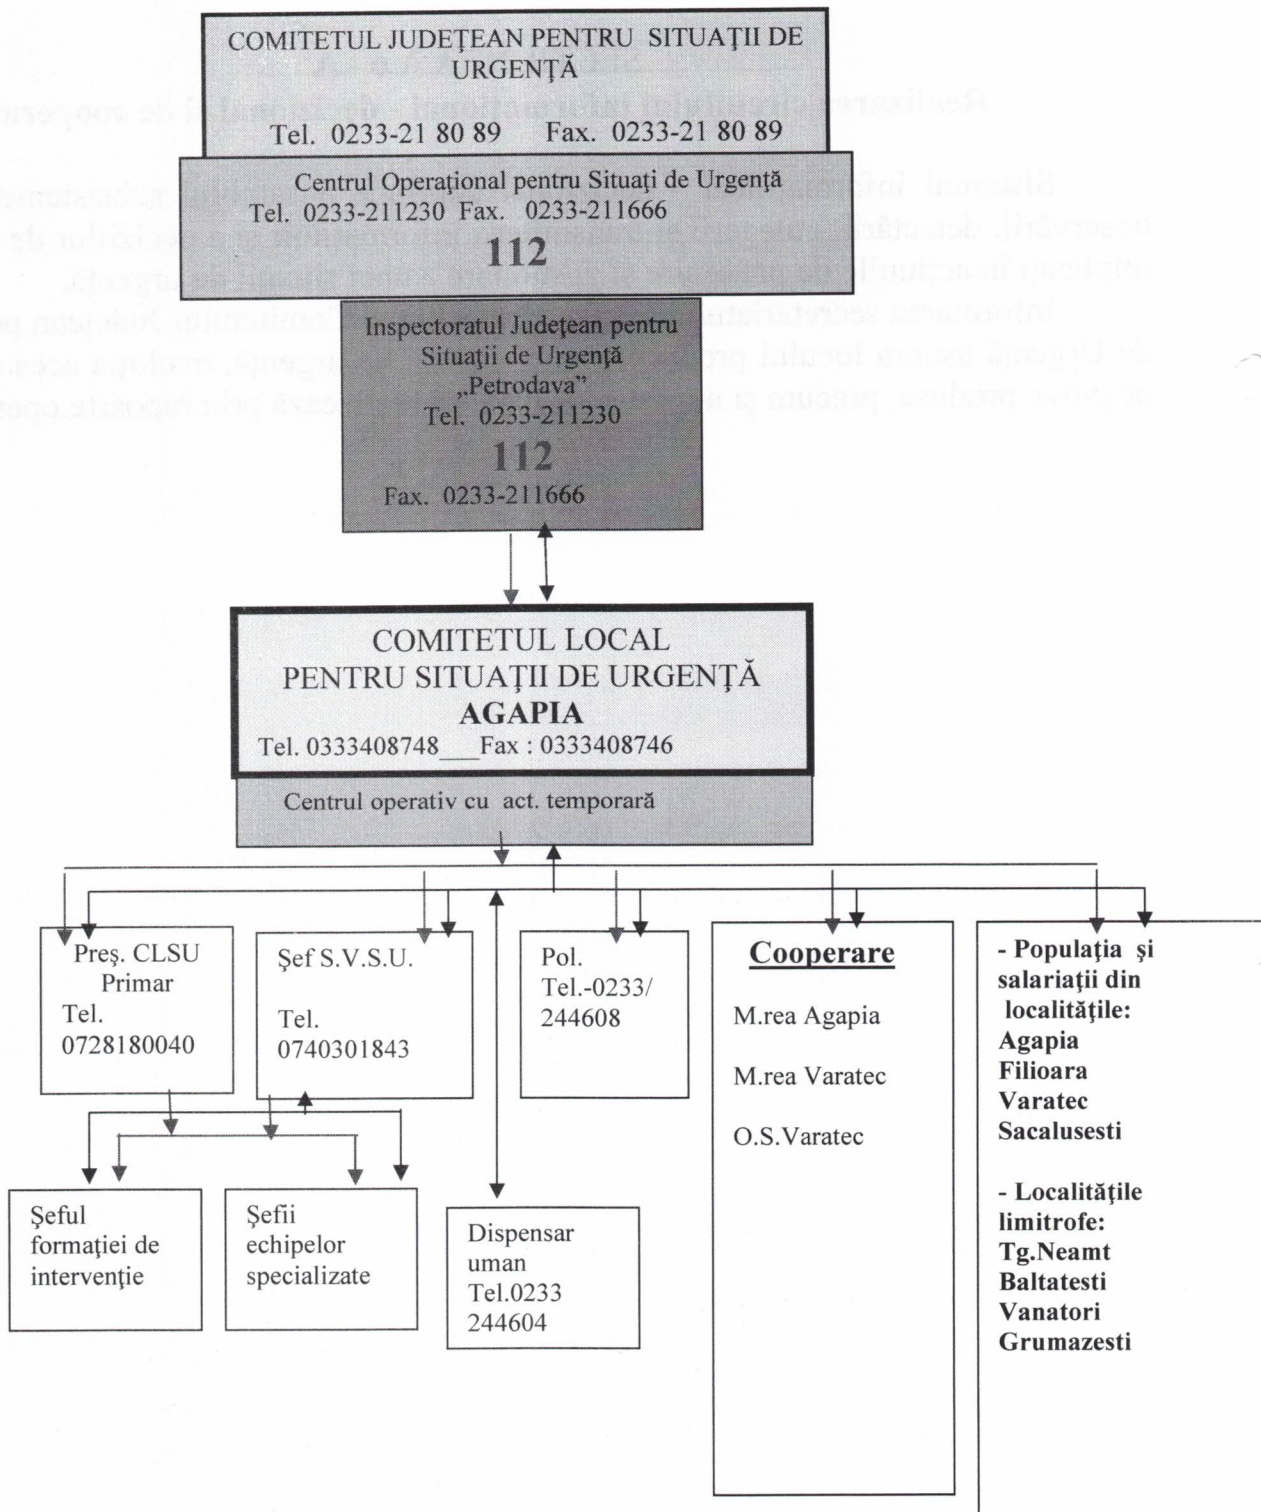 COMITETUL JUDEŢEAN PENTRU SITUAŢII DE
URGENŢĂ
Tel. 0233-21 80 89 Fax. 0233-21 80 89
Centrul Operaţional pentru Situaţi de Urgenţă
Tel. 0233-211230 Fax. 0233-211666
112
Inspectoratul Judeţean pentru
Situaţii de Urgenţă
„Petrodava”
Tel. 0233-211230
112
Fax. 0233-211666
COMITETUL LOCAL
PENTRU SITUAŢII DE URGENŢĂ
AGAPIA
Tel. 0333408748___Fax : 0333408746
Centrul operativ cu act. temporară
Preş. CLSU
Primar
Tel.
0728180040
Şef S.V.S.U.
Tel.
0740301843
Pol.
Tel.-0233/
244608
Cooperare
M.rea Agapia
M.rea Varatec
O.S.Varatec
- Populaţia şi
salariaţii din
localităţile:
Agapia
Filioara
Varatec
Sacalusesti
- Localităţile
limitrofe:
Tg.Neamt
Baltatesti
Vanatori
Grumazesti
Şeful
formaţiei de
intervenţie
Şefii
echipelor
specializate
Dispensar
uman
Tel.0233
244604